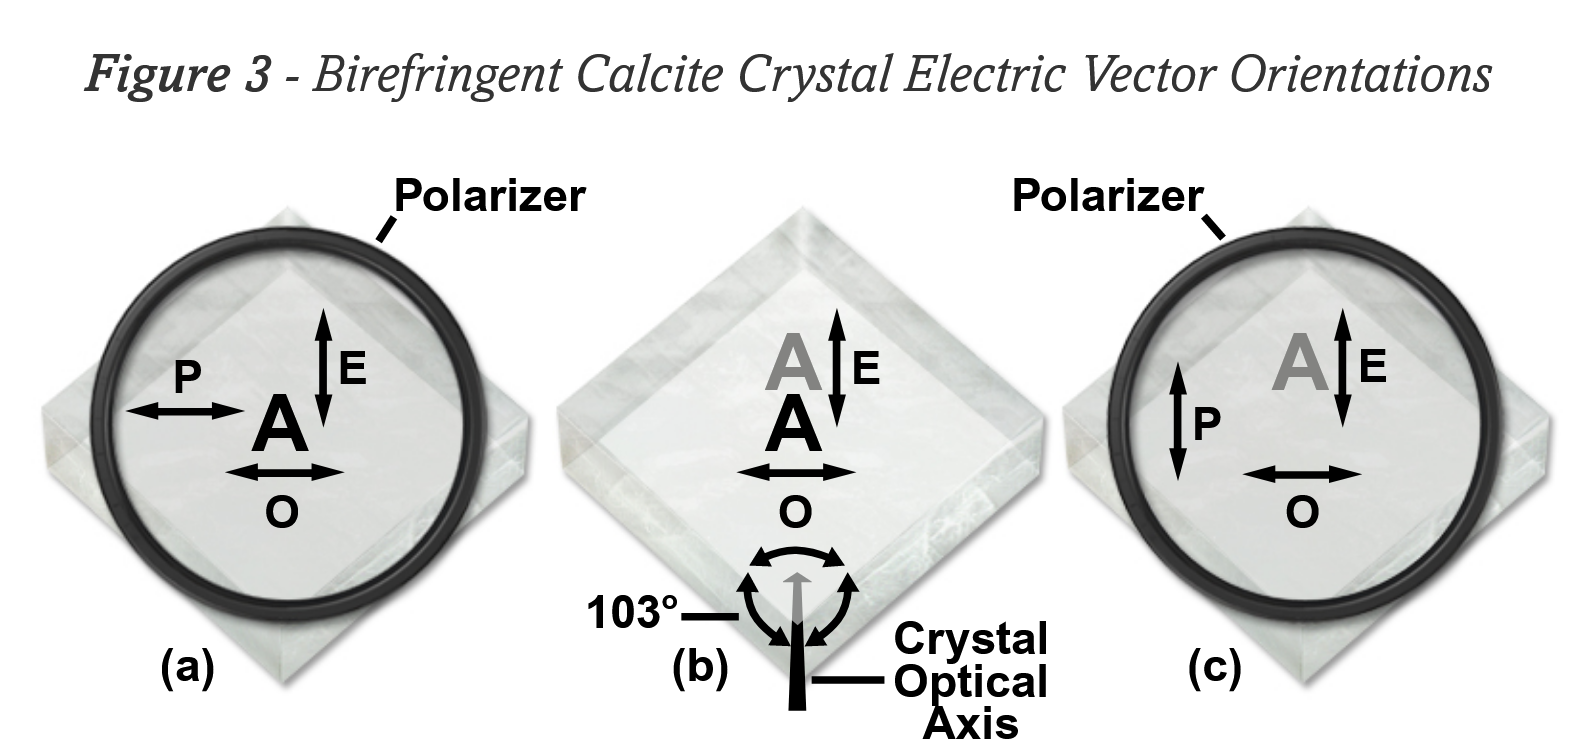 Figure 3 - Birefringent Calcite Crystal Electric Vector Orientations
Polarizer
P
E
A
O
(a)
A
E
A
O
103°
(b)
Crystal
Optical
Axis
Polarizer
A
E
P
O
(c)